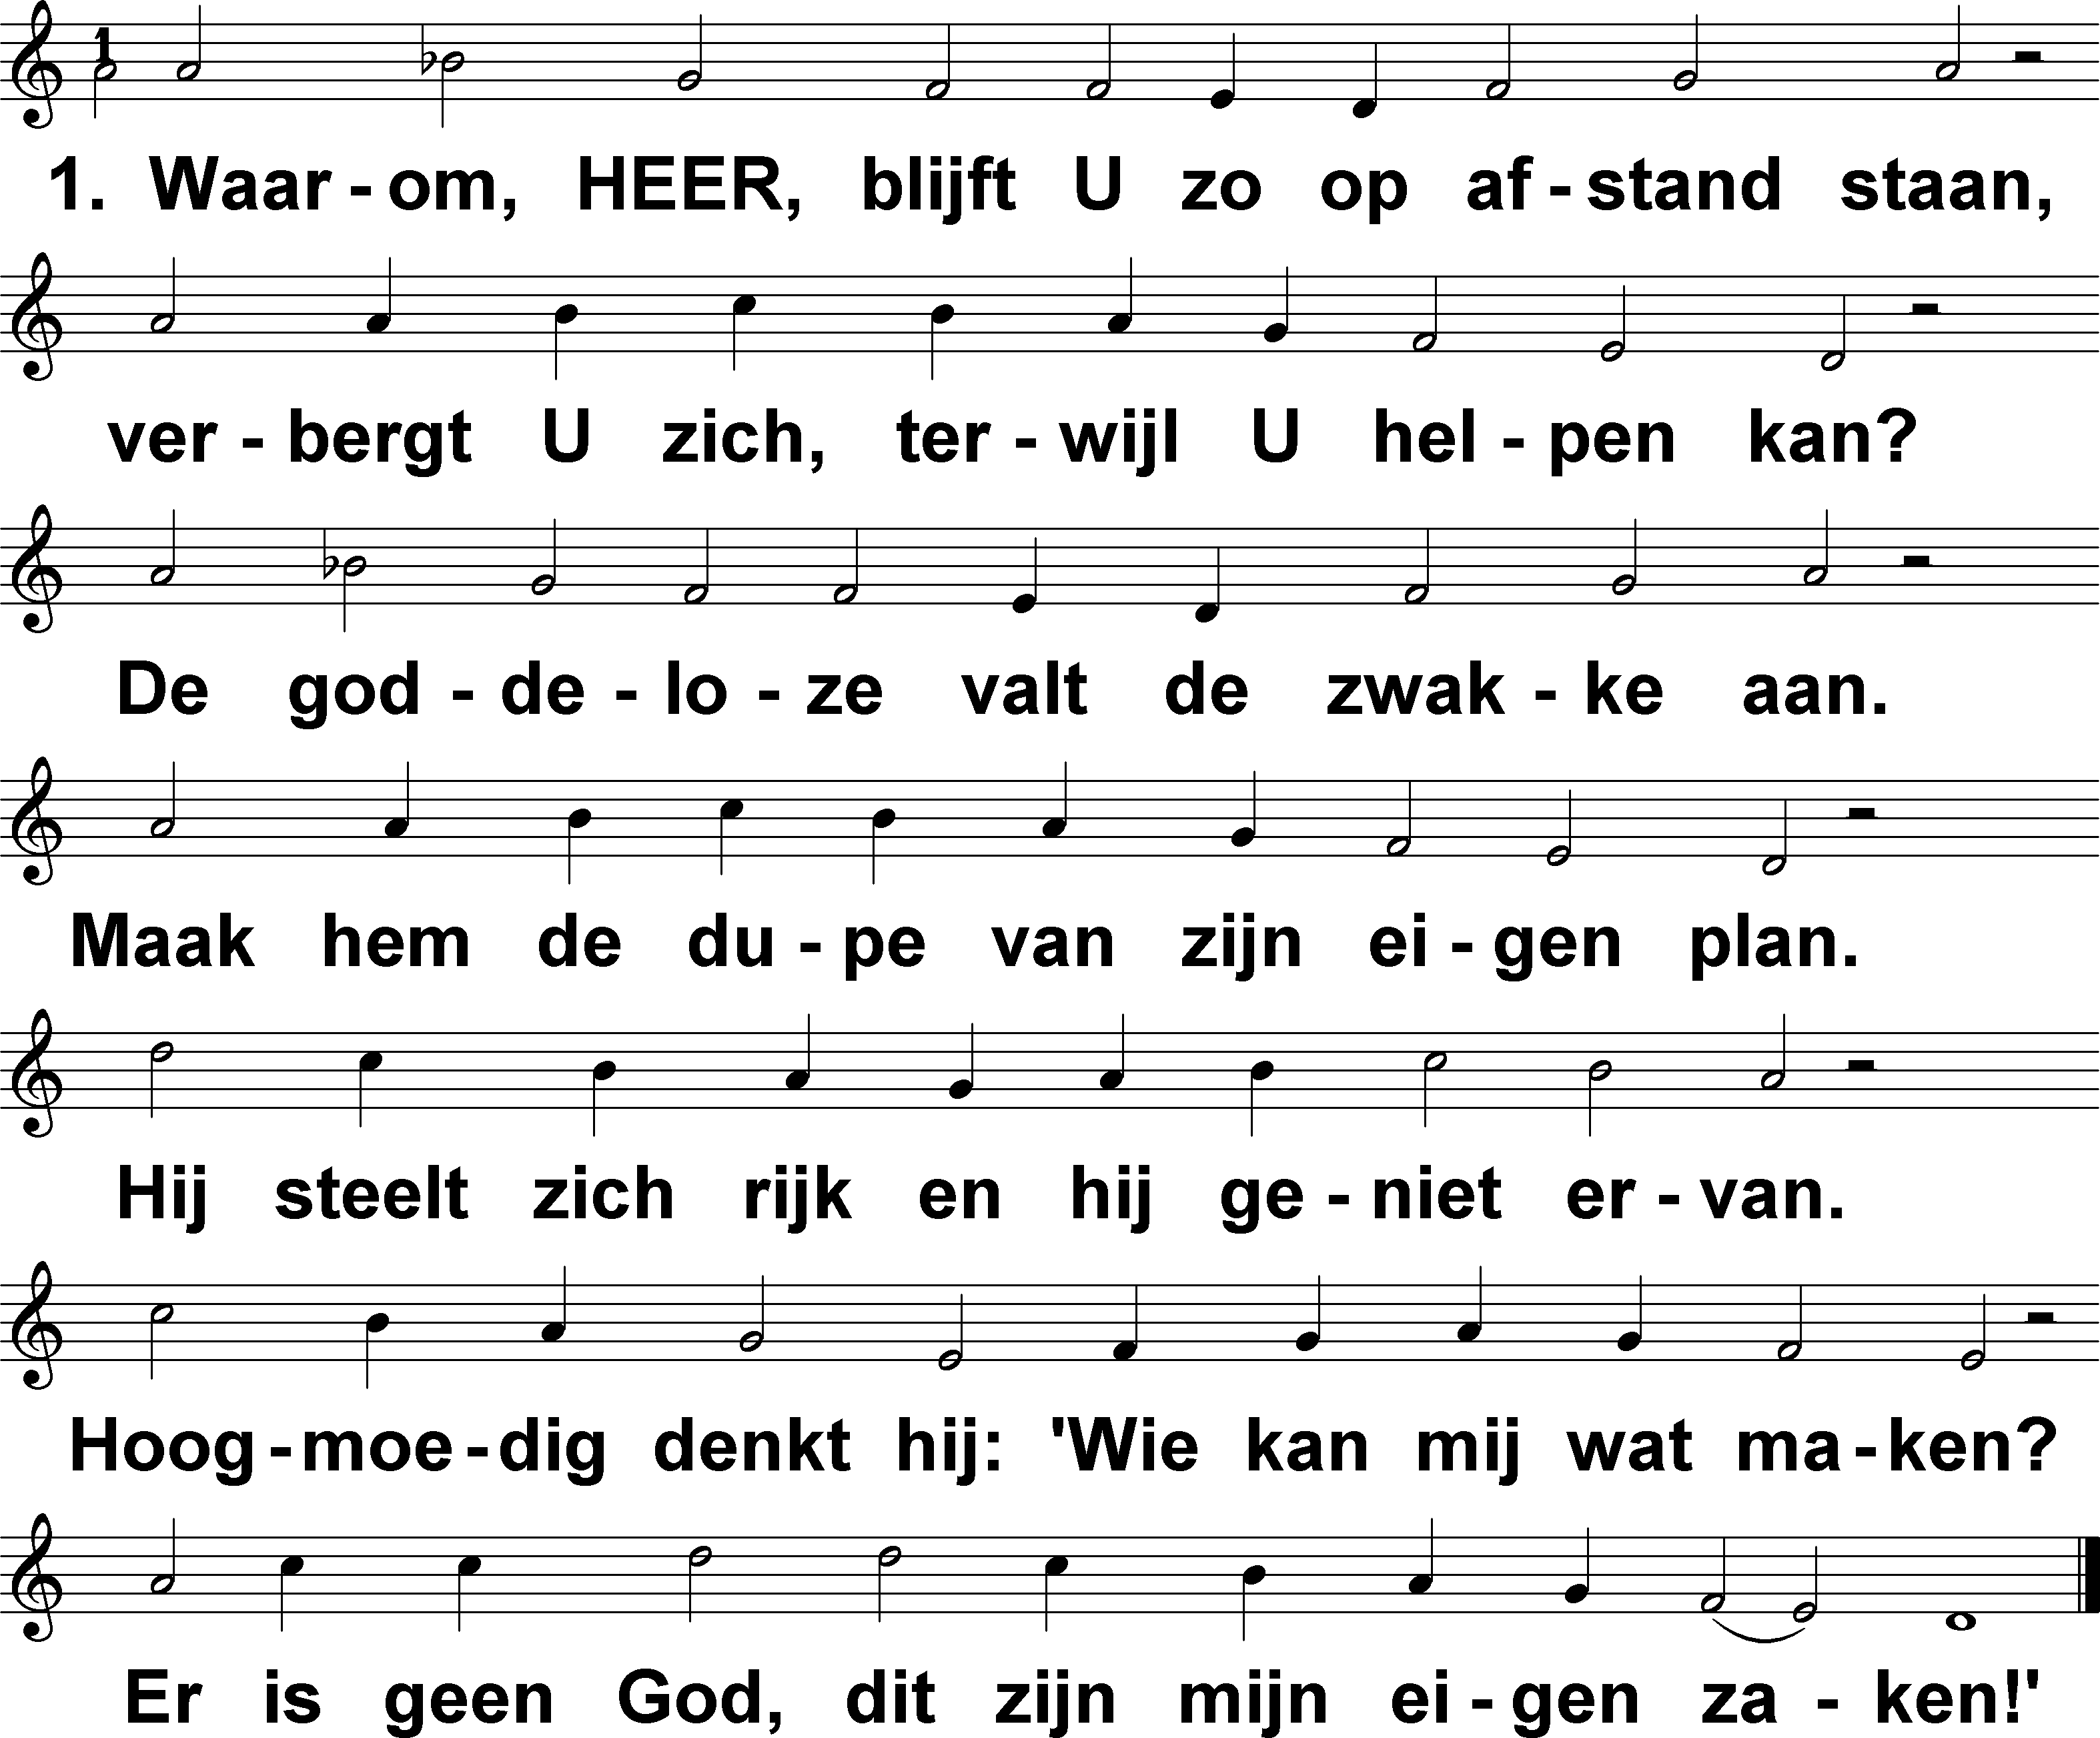 1
1. Waar - om, HEER, blijft U zo op af - stand staan,
ver - bergt U zich, ter - wijl U hel - pen kan?
De god - de - lo - ze valt de zwak - ke aan.
Maak hem de du - pe van zijn ei - gen plan.
Hij steelt zich rijk en hij ge - niet er - van.
Hoog - moe - dig denkt hij: 'Wie kan mij wat ma - ken?
Er is geen God, dit zijn mijn ei - gen za - ken!'